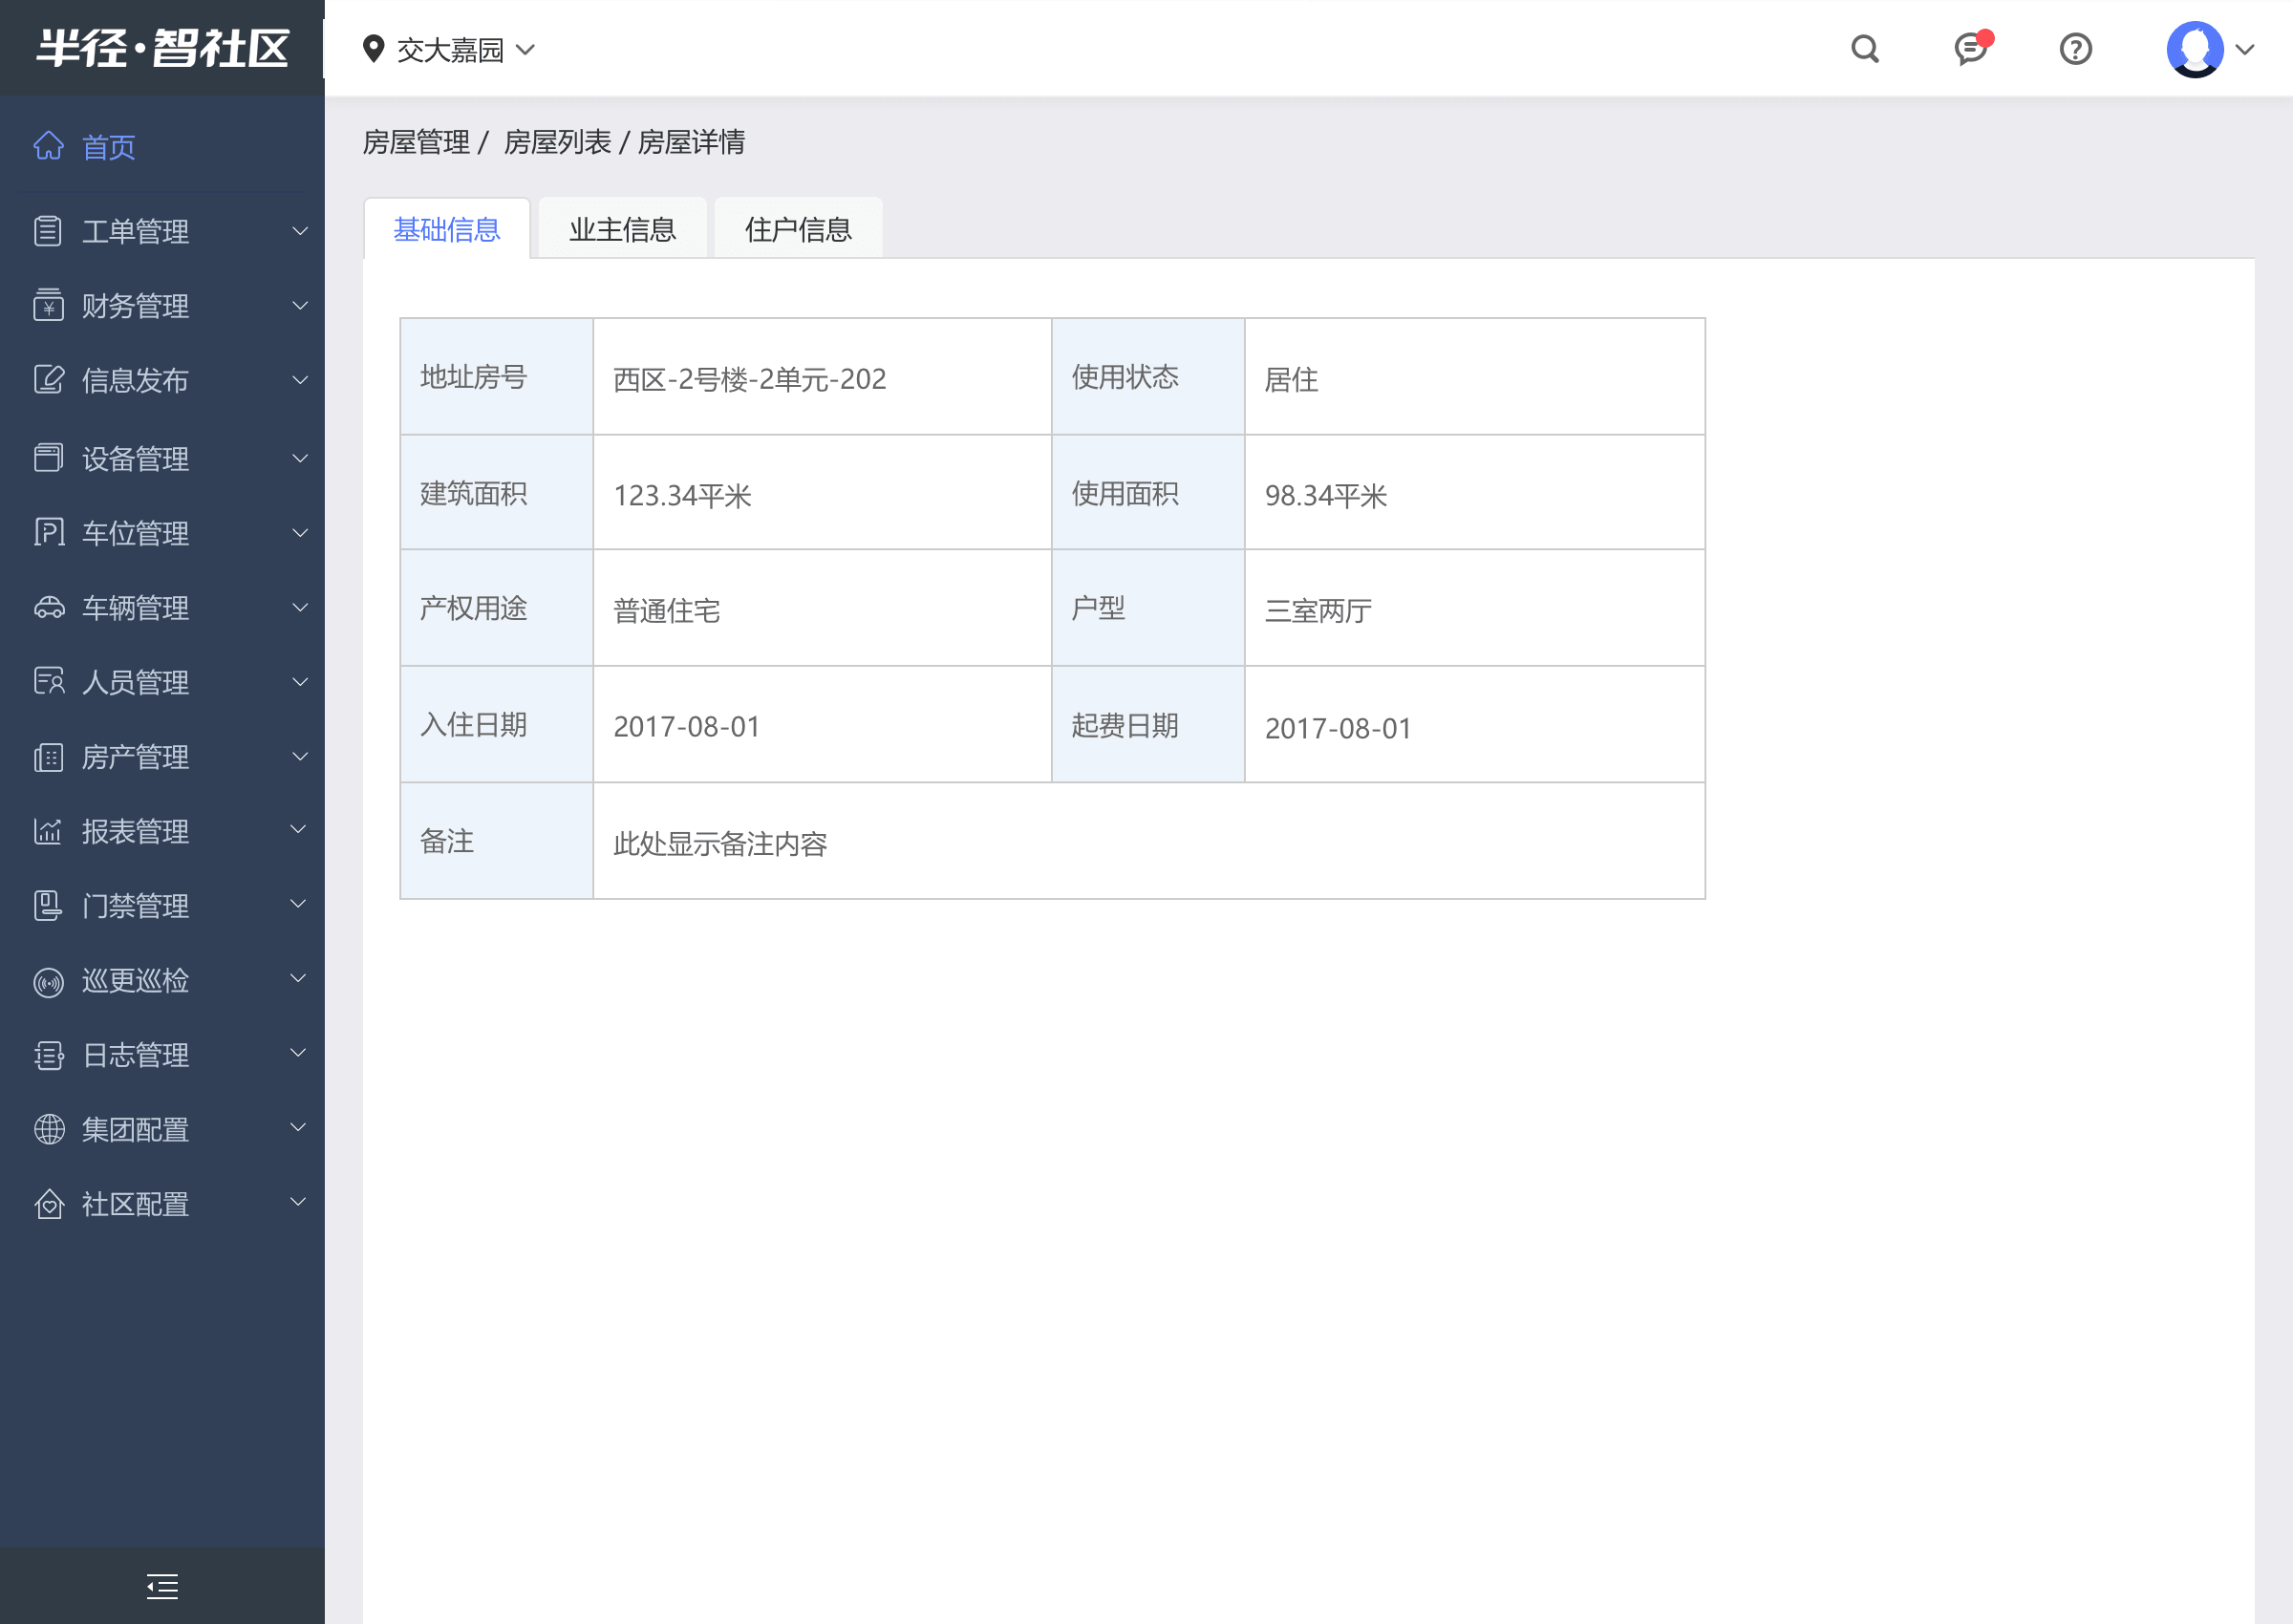 半径·智社区
交大嘉园
首页
工单管理
财务管理
信息发布
设备管理
车位管理
车辆管理
人员管理
房产管理
报表管理
门禁管理
巡更巡检
日志管理
集团配置
社区配置
房屋管理 / 房屋列表 / 房屋详情
基础信息 业主信息 住户信息
地址房号 西区-2号楼-2单元-202 使用状态 居住
建筑面积 123.34平米 使用面积 98.34平米
产权用途 普通住宅 户型 三室两厅
入住日期 2017-08-01 起费日期 2017-08-01
备注 此处显示备注内容